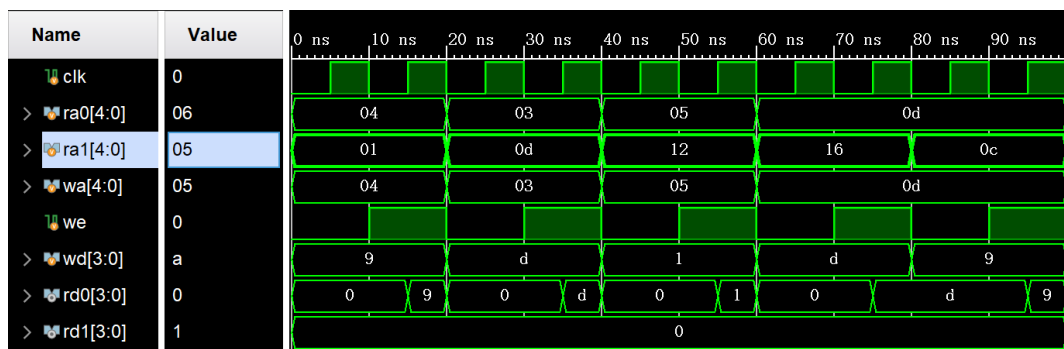 Name Value 0 ns 10 ns 20 ns 30 ns 40 ns 50 ns 60 ns 70 ns 80 ns 90 ns
clk 0
ra0[4:0] 06 04 03 05 0d
ra1[4:0] 05 01 0d 12 16 0c
wa[4:0] 05 04 03 05 0d
we 0
wd[3:0] a 9 d 1 d 9
rd0[3:0] 0 0 9 0 d 0 1 0 d 9
rd1[3:0] 1 0